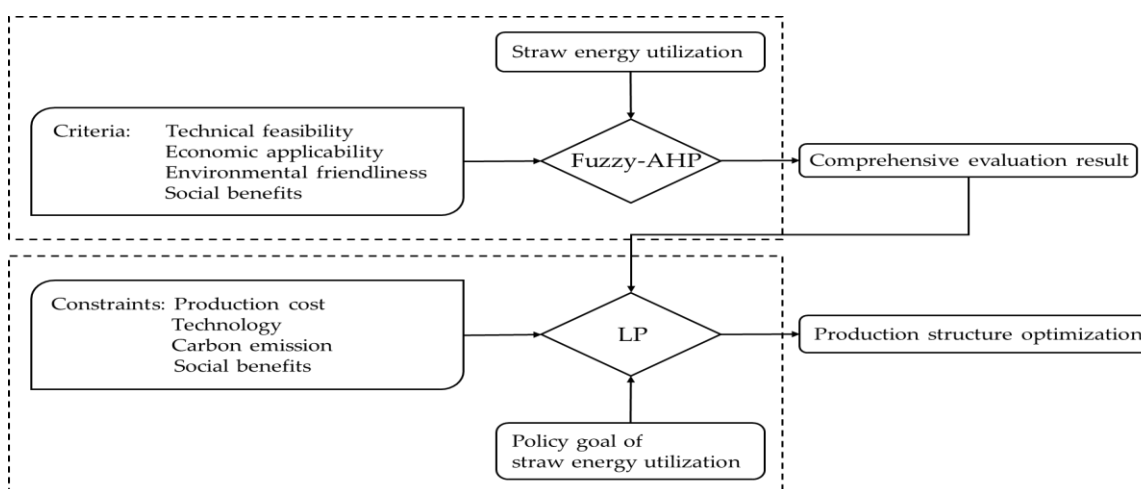 Straw energy utilization
Criteria: Technical feasibility
Economic applicability
Environmental friendliness
Social benefits
Fuzzy-AHP
Comprehensive evaluation result
Constraints: Production cost
Technology
Carbon emission
Social benefits
LP
Production structure optimization
Policy goal of
straw energy utilization